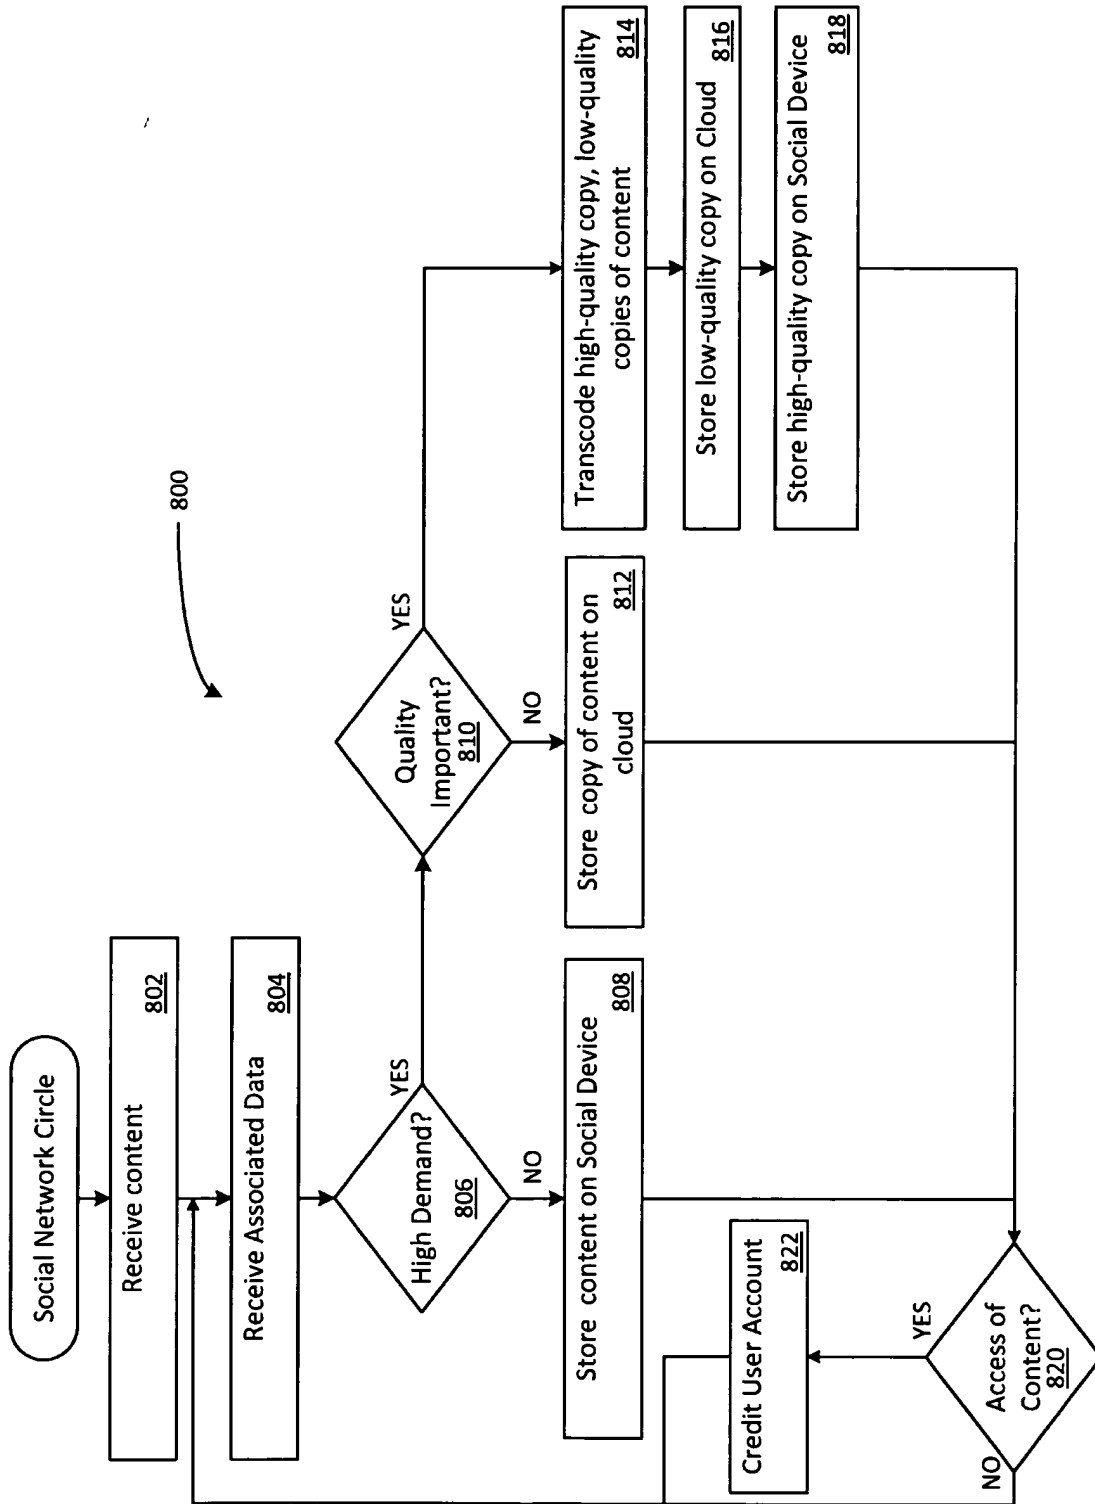 800
Social Network Circle
Receive content
802
Receive Associated Data
804
High Demand?
806
YES
NO
Quality
Important?
810
YES
NO
Store content on Social Device
808
Store copy of content on
cloud
812
Transcode high-quality copy, low-quality
copies of content
814
Store low-quality copy on Cloud
816
Store high-quality copy on Social Device
818
Access of
Content?
820
YES
NO
Credit User Account
822